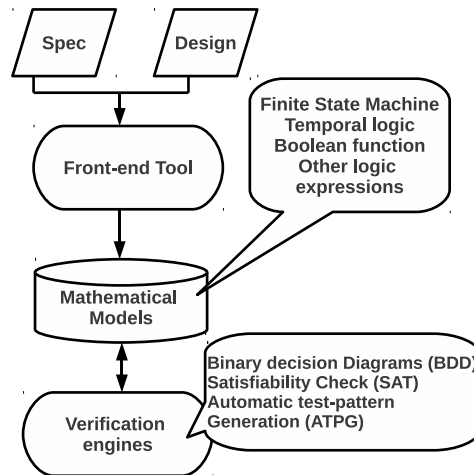 Spec
Design
Finite State Machine
Temporal logic
Boolean function
Other logic
expressions
Front-end Tool
Mathematical
Models
Binary decision Diagrams (BDD)
Satisfiability Check (SAT)
Automatic test-pattern
Generation (ATPG)
Verification
engines